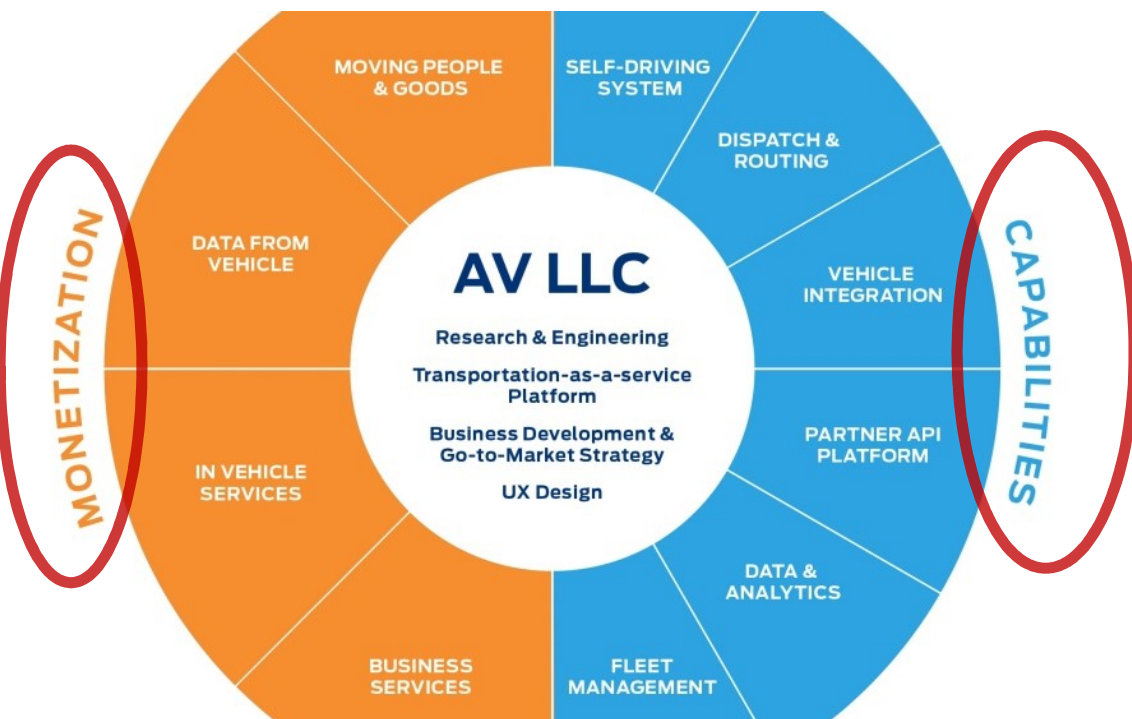 MOVING PEOPLE
& GOODS
SELF-DRIVING
SYSTEM
DISPATCH &
ROUTING
DATA FROM
VEHICLE
VEHICLE
INTEGRATION
MONETIZATION
CAPABILITIES
AV LLC
Research & Engineering
Transportation-as-a-service
Platform
Business Development &
Go-to-Market Strategy
UX Design
IN VEHICLE
SERVICES
PARTNER API
PLATFORM
DATA &
ANALYTICS
BUSINESS
SERVICES
FLEET
MANAGEMENT